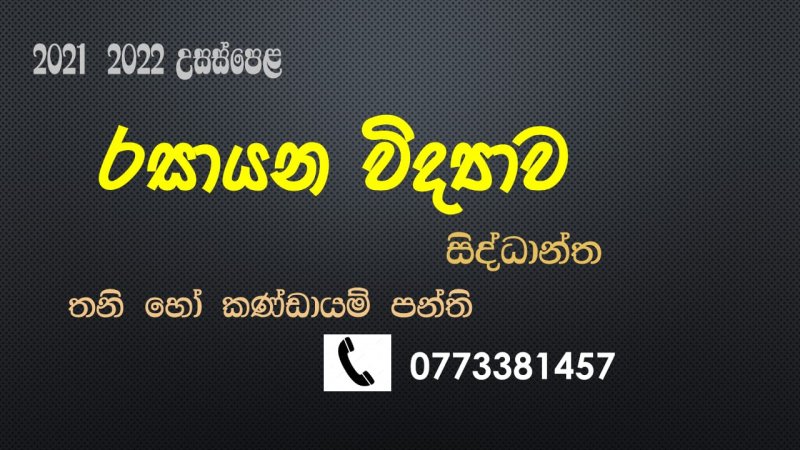 2021 2022 උසස්පෙළ
රසායන විද්‍යාව
සිද්ධාන්ත
තනි හෝ කණ්ඩායම් පන්ති
0773381457